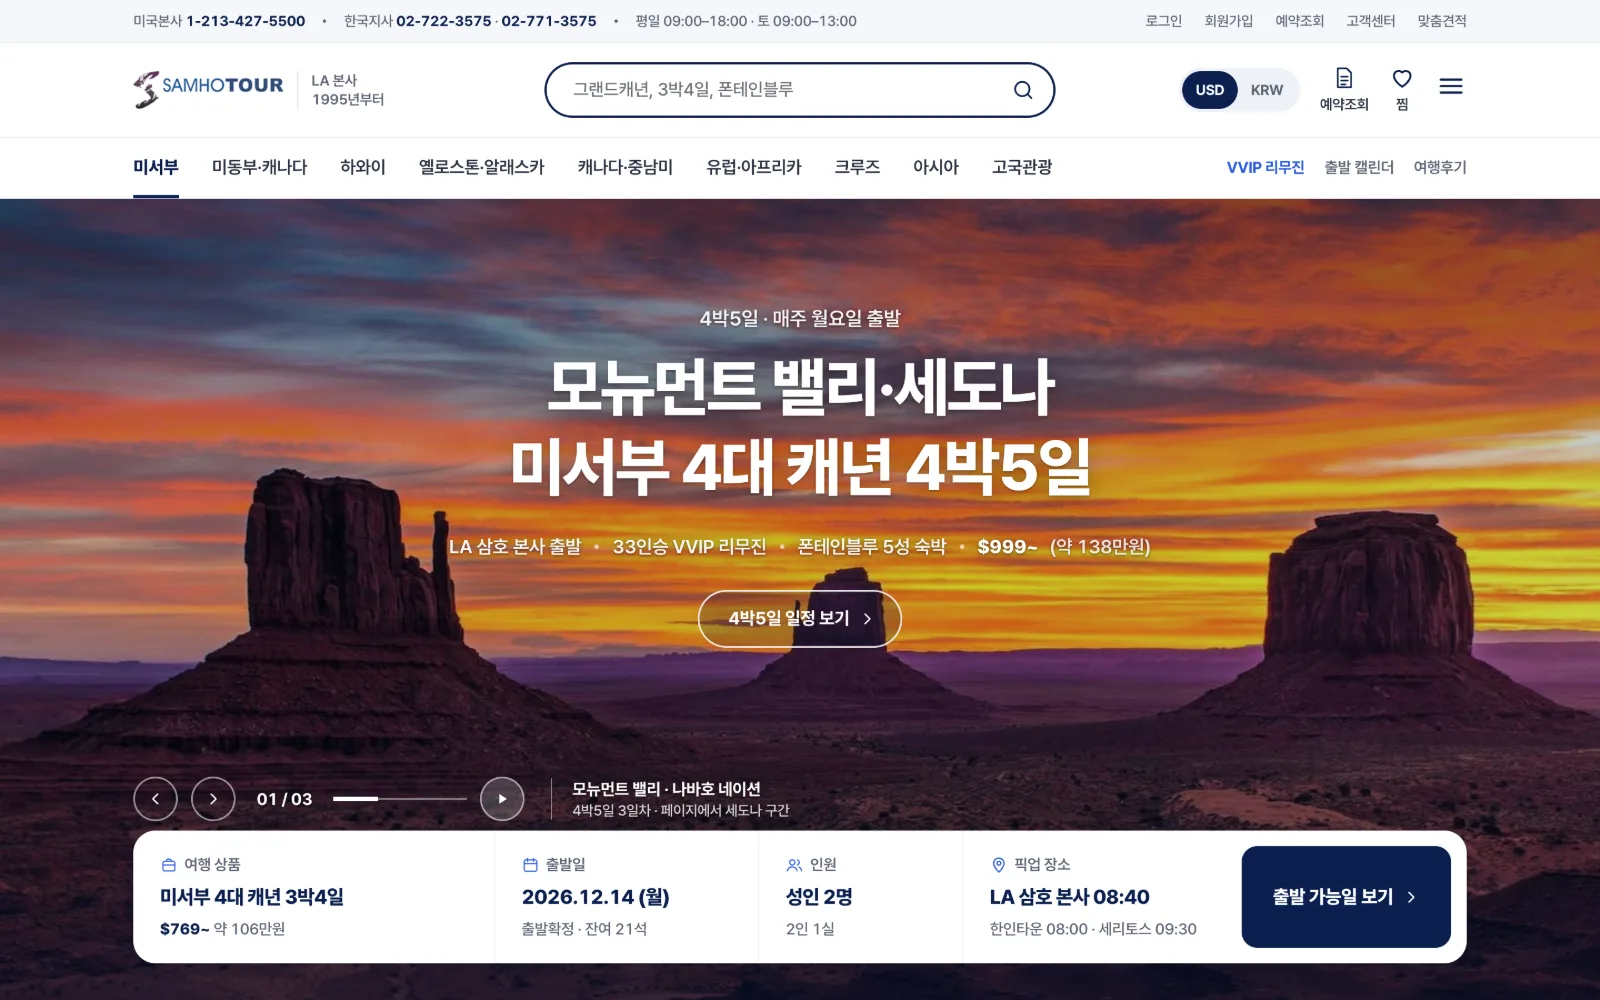 미국본사 1-213-427-5500 • 한국지사 02-722-3575 · 02-771-3575 • 평일 09:00–18:00 · 토 09:00–13:00
로그인 회원가입 예약조회 고객센터 맞춤견적
SAMHOTOUR
LA 본사
1995년부터
그랜드캐년, 3박4일, 폰테인블루
USD KRW
예약조회
찜
미서부 미동부·캐나다 하와이 옐로스톤·알래스카 캐나다·중남미 유럽·아프리카 크루즈 아시아 고국관광
VVIP 리무진 출발 캘린더 여행후기
4박5일 · 매주 월요일 출발
모뉴먼트 밸리·세도나
미서부 4대 캐년 4박5일
LA 삼호 본사 출발 • 33인승 VVIP 리무진 • 폰테인블루 5성 숙박 • $999~ (약 138만원)
4박5일 일정 보기
01 / 03
모뉴먼트 밸리 · 나바호 네이션
4박5일 3일차 · 페이지에서 세도나 구간
여행 상품
미서부 4대 캐년 3박4일
$769~ 약 106만원
출발일
2026.12.14 (월)
출발확정 · 잔여 21석
인원
성인 2명
2인 1실
픽업 장소
LA 삼호 본사 08:40
한인타운 08:00 · 세리토스 09:30
출발 가능일 보기